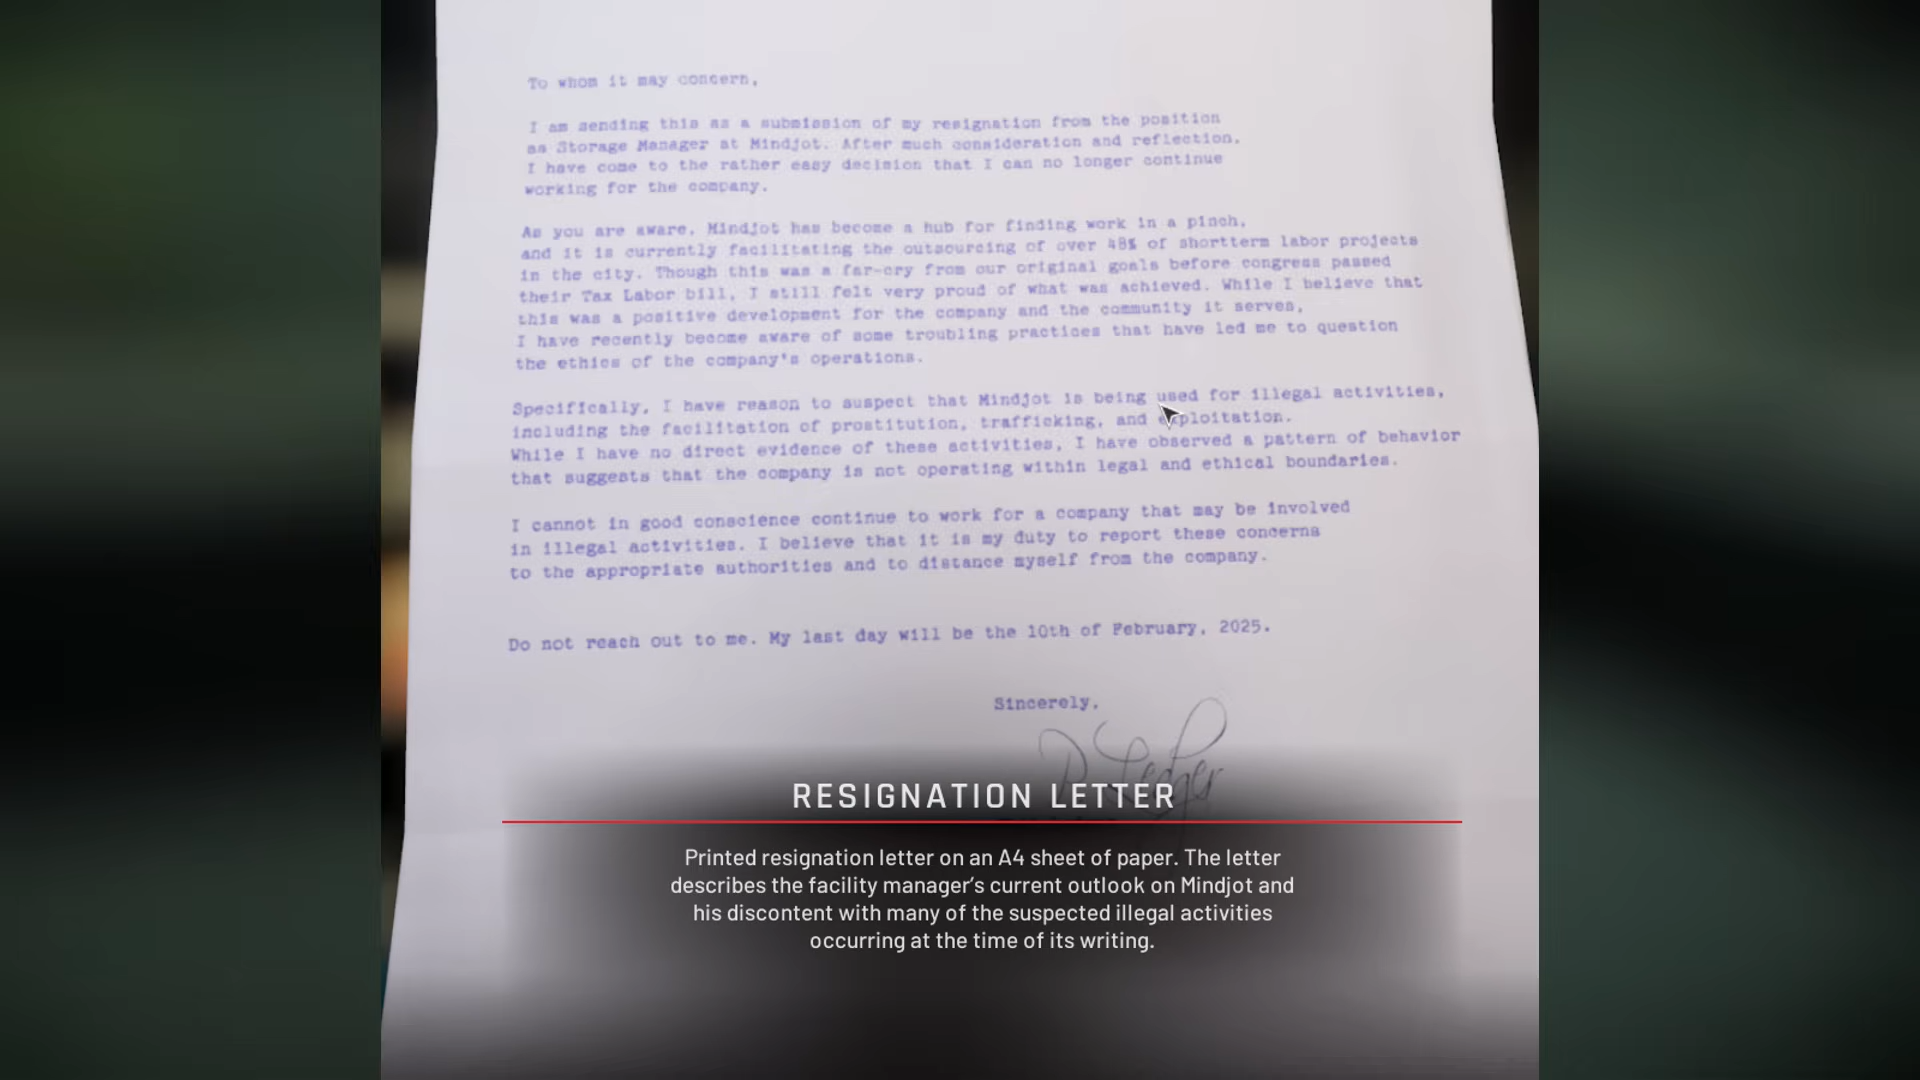 To whom it may concern,
I am sending this as a submission of my resignation from the position
as Storage Manager at Mindjot. After much consideration and reflection,
I have come to the rather easy decision that I can no longer continue
working for the company.
As you are aware, Mindjot has become a hub for finding work in a pinch,
and it is currently facilitating the outsourcing of over 48% of shortterm labor projects
in the city. Though this was a far-cry from our original goals before congress passed
their Tax Labor bill, I still felt very proud of what was achieved. While I believe that
this was a positive development for the company and the community it serves,
I have recently become aware of some troubling practices that have led me to question
the ethics of the company's operations.
Specifically, I have reason to suspect that Mindjot is being used for illegal activities,
including the facilitation of prostitution, trafficking, and exploitation.
While I have no direct evidence of these activities, I have observed a pattern of behavior
that suggests that the company is not operating within legal and ethical boundaries.
I cannot in good conscience continue to work for a company that may be involved
in illegal activities. I believe that it is my duty to report these concerns
to the appropriate authorities and to distance myself from the company.
Do not reach out to me. My last day will be the 10th of February, 2025.
Sincerely,
Ledger
RESIGNATION LETTER
Printed resignation letter on an A4 sheet of paper. The letter
describes the facility manager’s current outlook on Mindjot and
his discontent with many of the suspected illegal activities
occurring at the time of its writing.